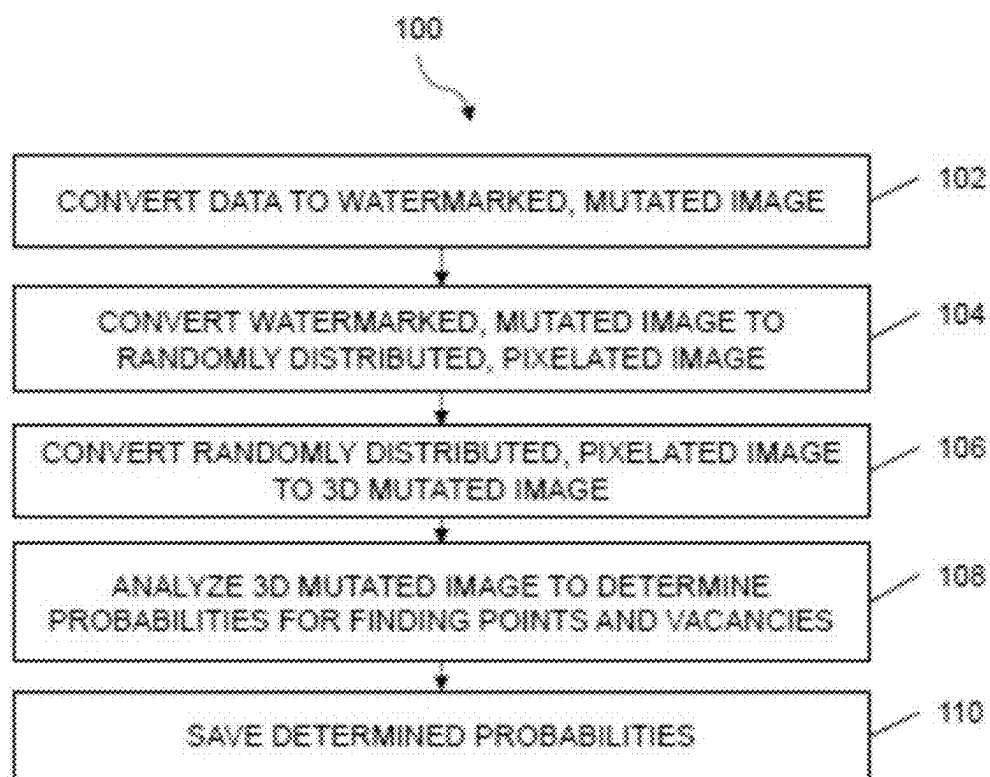 100
CONVERT DATA TO WATERMARKED, MUTATED IMAGE
102
CONVERT WATERMARKED, MUTATED IMAGE TO
RANDOMLY DISTRIBUTED, PIXELATED IMAGE
104
CONVERT RANDOMLY DISTRIBUTED, PIXELATED IMAGE
TO 3D MUTATED IMAGE
106
ANALYZE 3D MUTATED IMAGE TO DETERMINE
PROBABILITIES FOR FINDING POINTS AND VACANCIES
108
SAVE DETERMINED PROBABILITIES
110